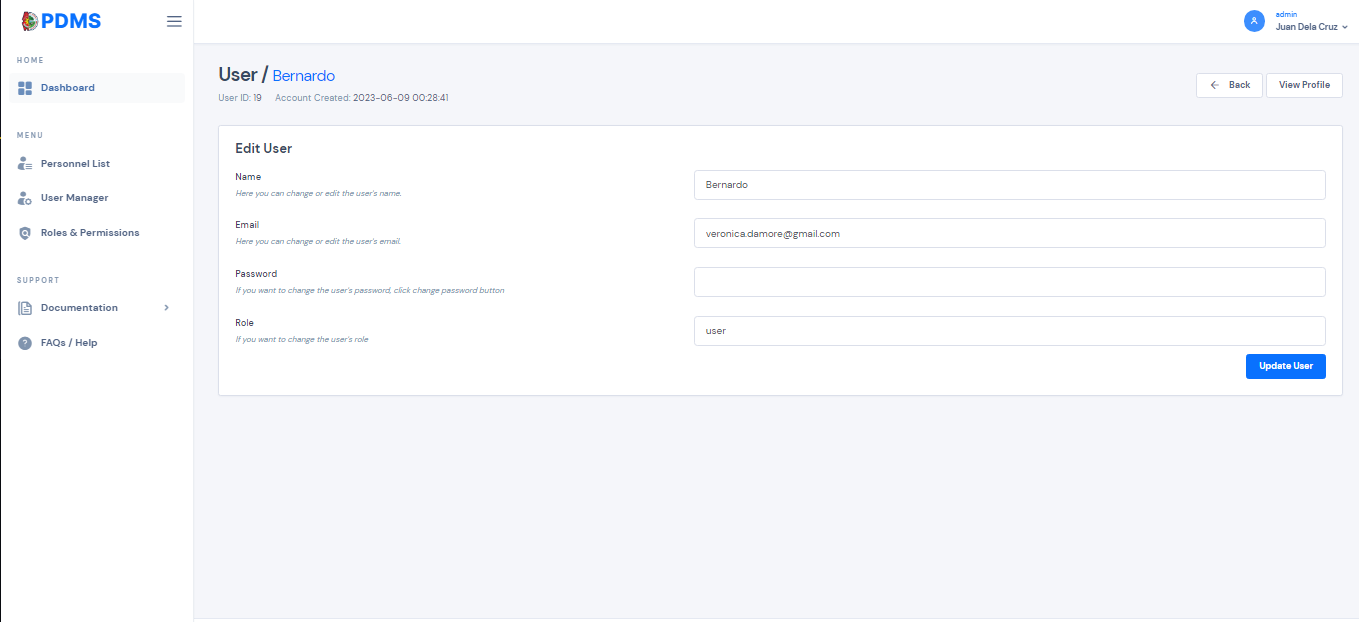 PDMS
admin
Juan Dela Cruz
HOME
Dashboard
MENU
Personnel List
User Manager
Roles & Permissions
SUPPORT
Documentation
FAQs / Help
User / Bernardo
User ID: 19 Account Created: 2023-06-09 00:28:41
Back
View Profile
Edit User
Name
Here you can change or edit the user's name.
Bernardo
Email
Here you can change or edit the user's email.
veronica.damore@gmail.com
Password
If you want to change the user's password, click change password button
Role
If you want to change the user's role
user
Update User